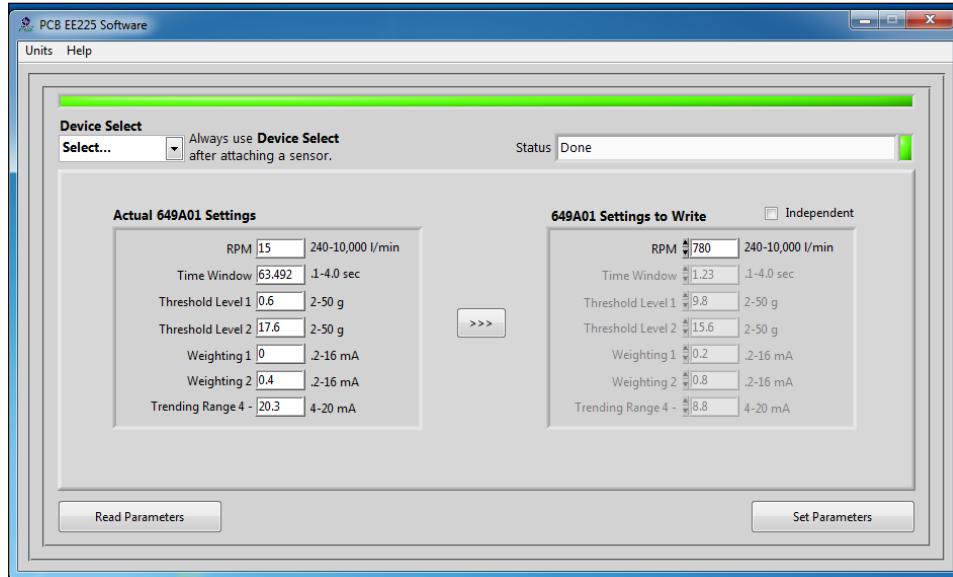 PCB EE225 Software
Units Help
Device Select
Select...
Always use Device Select
after attaching a sensor.
Status Done
Actual 649A01 Settings
RPM 15 240-10,000 I/min
Time Window 63.492 .1-4.0 sec
Threshold Level 1 0.6 2-50 g
Threshold Level 2 17.6 2-50 g
Weighting 1 0 .2-16 mA
Weighting 2 0.4 .2-16 mA
Trending Range 4 - 20.3 4-20 mA
>>>
649A01 Settings to Write
Independent
RPM 780 240-10,000 I/min
Time Window 1.23 .1-4.0 sec
Threshold Level 1 9.8 2-50 g
Threshold Level 2 15.6 2-50 g
Weighting 1 0.2 .2-16 mA
Weighting 2 0.8 .2-16 mA
Trending Range 4 - 8.8 4-20 mA
Read Parameters
Set Parameters